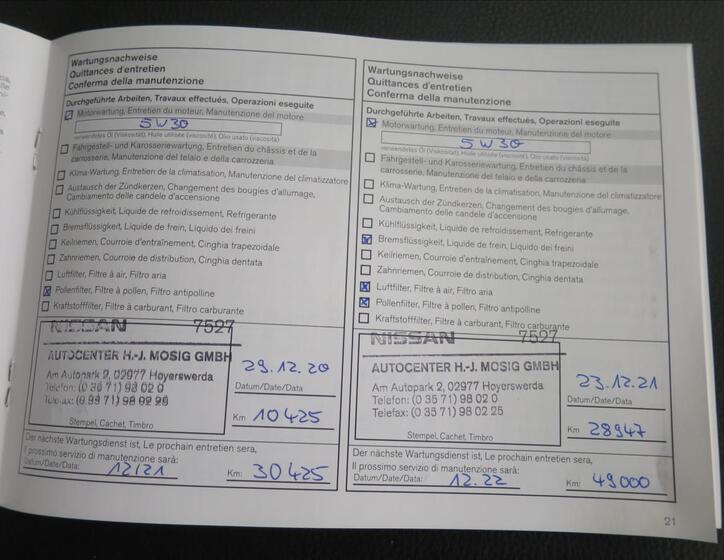 Wartungsnachweise
Quittances d'entretien
Conferma della manutenzione
Durchgeführte Arbeiten, Travaux effectués, Operazioni eseguite
Motorwartung, Entretien du moteur, Manutenzione del motore
5W30
verwendetes Öl (Viskosität), Huile utilisée (viscosité), Olio usato (viscosità)
Fahrgestell- und Karosseriewartung, Entretien du châssis et de la
carrosserie, Manutenzione del telaio e della carrozzeria
Klima-Wartung, Entretien de la climatisation, Manutenzione del climatizzatore
Austausch der Zündkerzen, Changement des bougies d'allumage,
Cambiamento delle candele d'accensione
Kühlflüssigkeit, Liquide de refroidissement, Refrigerante
Bremsflüssigkeit, Liquide de frein, Liquido dei freini
Keilriemen, Courroie d'entraînement, Cinghia trapezoidale
Zahnriemen, Courroie de distribution, Cinghia dentata
Luftfilter, Filtre à air, Filtro aria
Pollenfilter, Filtre à pollen, Filtro antipolline
Kraftstofffilter, Filtre à carburant, Filtro carburante
NISSAN 7527
AUTOCENTER H.-J. MOSIG GMBH
Am Autopark 2, 02977 Hoyerswerda
Telefon: (0 35 71) 98 02 0
Telefax: (0 35 71) 98 02 25
Stempel, Cachet, Timbro
29.12.20
Datum/Date/Data
Km 10425
Der nächste Wartungsdienst ist, Le prochain entretien sera,
Il prossimo servizio di manutenzione sarà:
Datum/Date/Data: 12/21 Km: 30425
Wartungsnachweise
Quittances d'entretien
Conferma della manutenzione
Durchgeführte Arbeiten, Travaux effectués, Operazioni eseguite
Motorwartung, Entretien du moteur, Manutenzione del motore
5W30
verwendetes Öl (Viskosität), Huile utilisée (viscosité), Olio usato (viscosità)
Fahrgestell- und Karosseriewartung, Entretien du châssis et de la
carrosserie, Manutenzione del telaio e della carrozzeria
Klima-Wartung, Entretien de la climatisation, Manutenzione del climatizzatore
Austausch der Zündkerzen, Changement des bougies d'allumage,
Cambiamento delle candele d'accensione
Kühlflüssigkeit, Liquide de refroidissement, Refrigerante
Bremsflüssigkeit, Liquide de frein, Liquido dei freini
Keilriemen, Courroie d'entraînement, Cinghia trapezoidale
Zahnriemen, Courroie de distribution, Cinghia dentata
Luftfilter, Filtre à air, Filtro aria
Pollenfilter, Filtre à pollen, Filtro antipolline
Kraftstofffilter, Filtre à carburant, Filtro carburante
NISSAN 7527
AUTOCENTER H.-J. MOSIG GMBH
Am Autopark 2, 02977 Hoyerswerda
Telefon: (0 35 71) 98 02 0
Telefax: (0 35 71) 98 02 25
Stempel, Cachet, Timbro
23.12.21
Datum/Date/Data
Km 28947
Der nächste Wartungsdienst ist, Le prochain entretien sera,
Il prossimo servizio di manutenzione sarà:
Datum/Date/Data: 12.22 Km: 49000
21